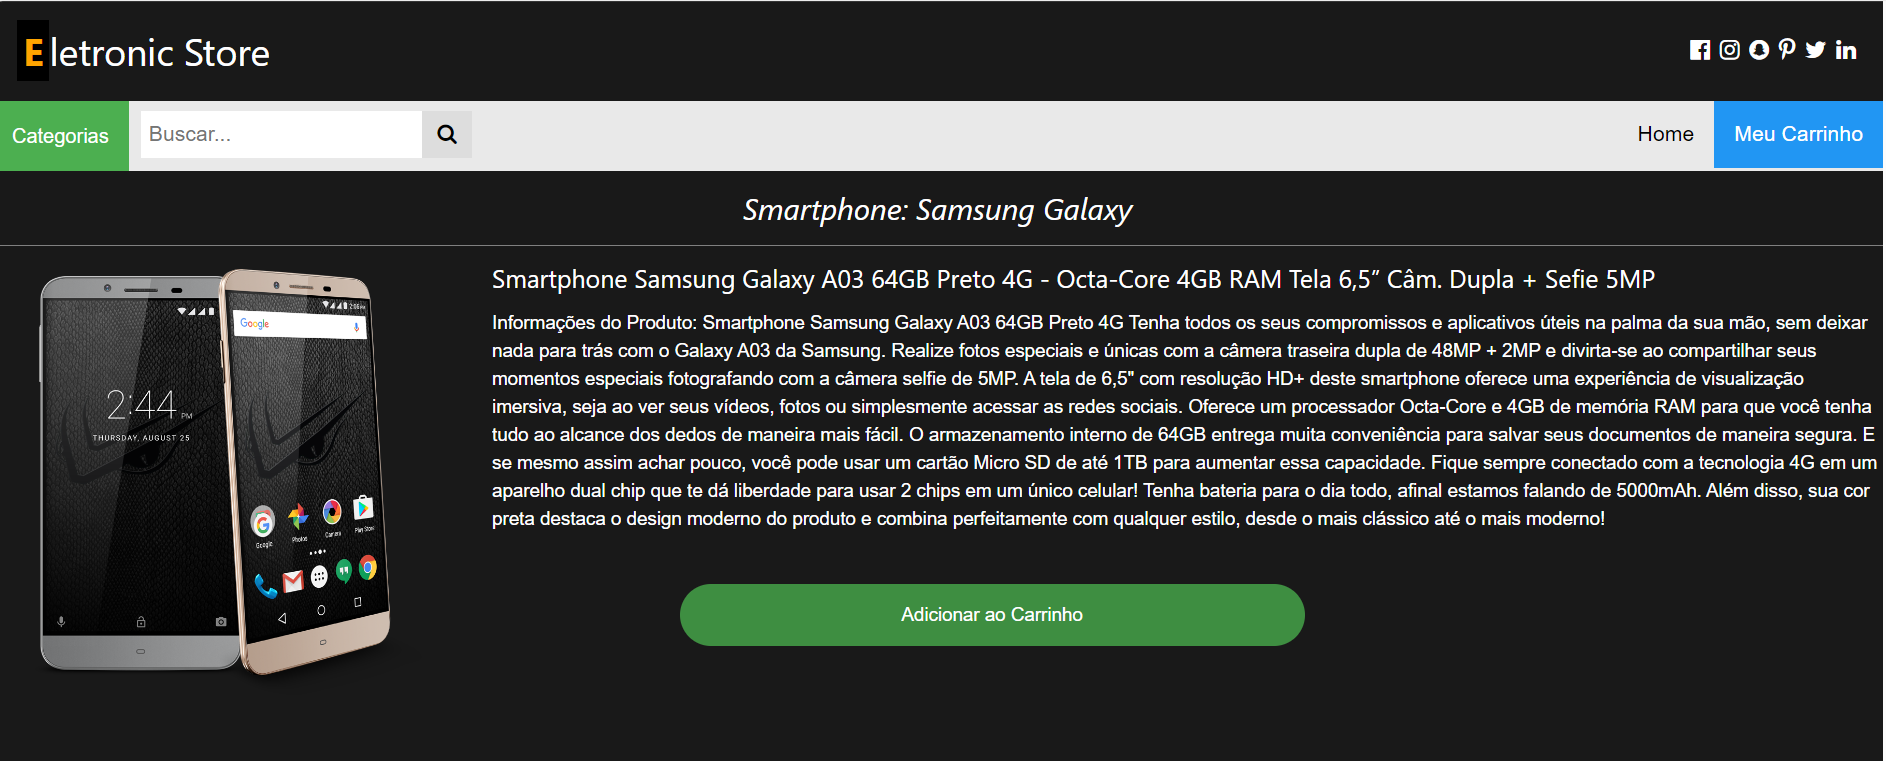 Eletronic Store
Categorias
Buscar...
Home
Meu Carrinho
Smartphone: Samsung Galaxy
Smartphone Samsung Galaxy A03 64GB Preto 4G - Octa-Core 4GB RAM Tela 6,5” Câm. Dupla + Sefie 5MP
Informações do Produto: Smartphone Samsung Galaxy A03 64GB Preto 4G Tenha todos os seus compromissos e aplicativos úteis na palma da sua mão, sem deixar
nada para trás com o Galaxy A03 da Samsung. Realize fotos especiais e únicas com a câmera traseira dupla de 48MP + 2MP e divirta-se ao compartilhar seus
momentos especiais fotografando com a câmera selfie de 5MP. A tela de 6,5" com resolução HD+ deste smartphone oferece uma experiência de visualização
imersiva, seja ao ver seus vídeos, fotos ou simplesmente acessar as redes sociais. Oferece um processador Octa-Core e 4GB de memória RAM para que você tenha
tudo ao alcance dos dedos de maneira mais fácil. O armazenamento interno de 64GB entrega muita conveniência para salvar seus documentos de maneira segura. E
se mesmo assim achar pouco, você pode usar um cartão Micro SD de até 1TB para aumentar essa capacidade. Fique sempre conectado com a tecnologia 4G em um
aparelho dual chip que te dá liberdade para usar 2 chips em um único celular! Tenha bateria para o dia todo, afinal estamos falando de 5000mAh. Além disso, sua cor
preta destaca o design moderno do produto e combina perfeitamente com qualquer estilo, desde o mais clássico até o mais moderno!
Adicionar ao Carrinho
2:44 PM
THURSDAY, AUGUST 25
Google
Google
Photos
Camera
Play Store